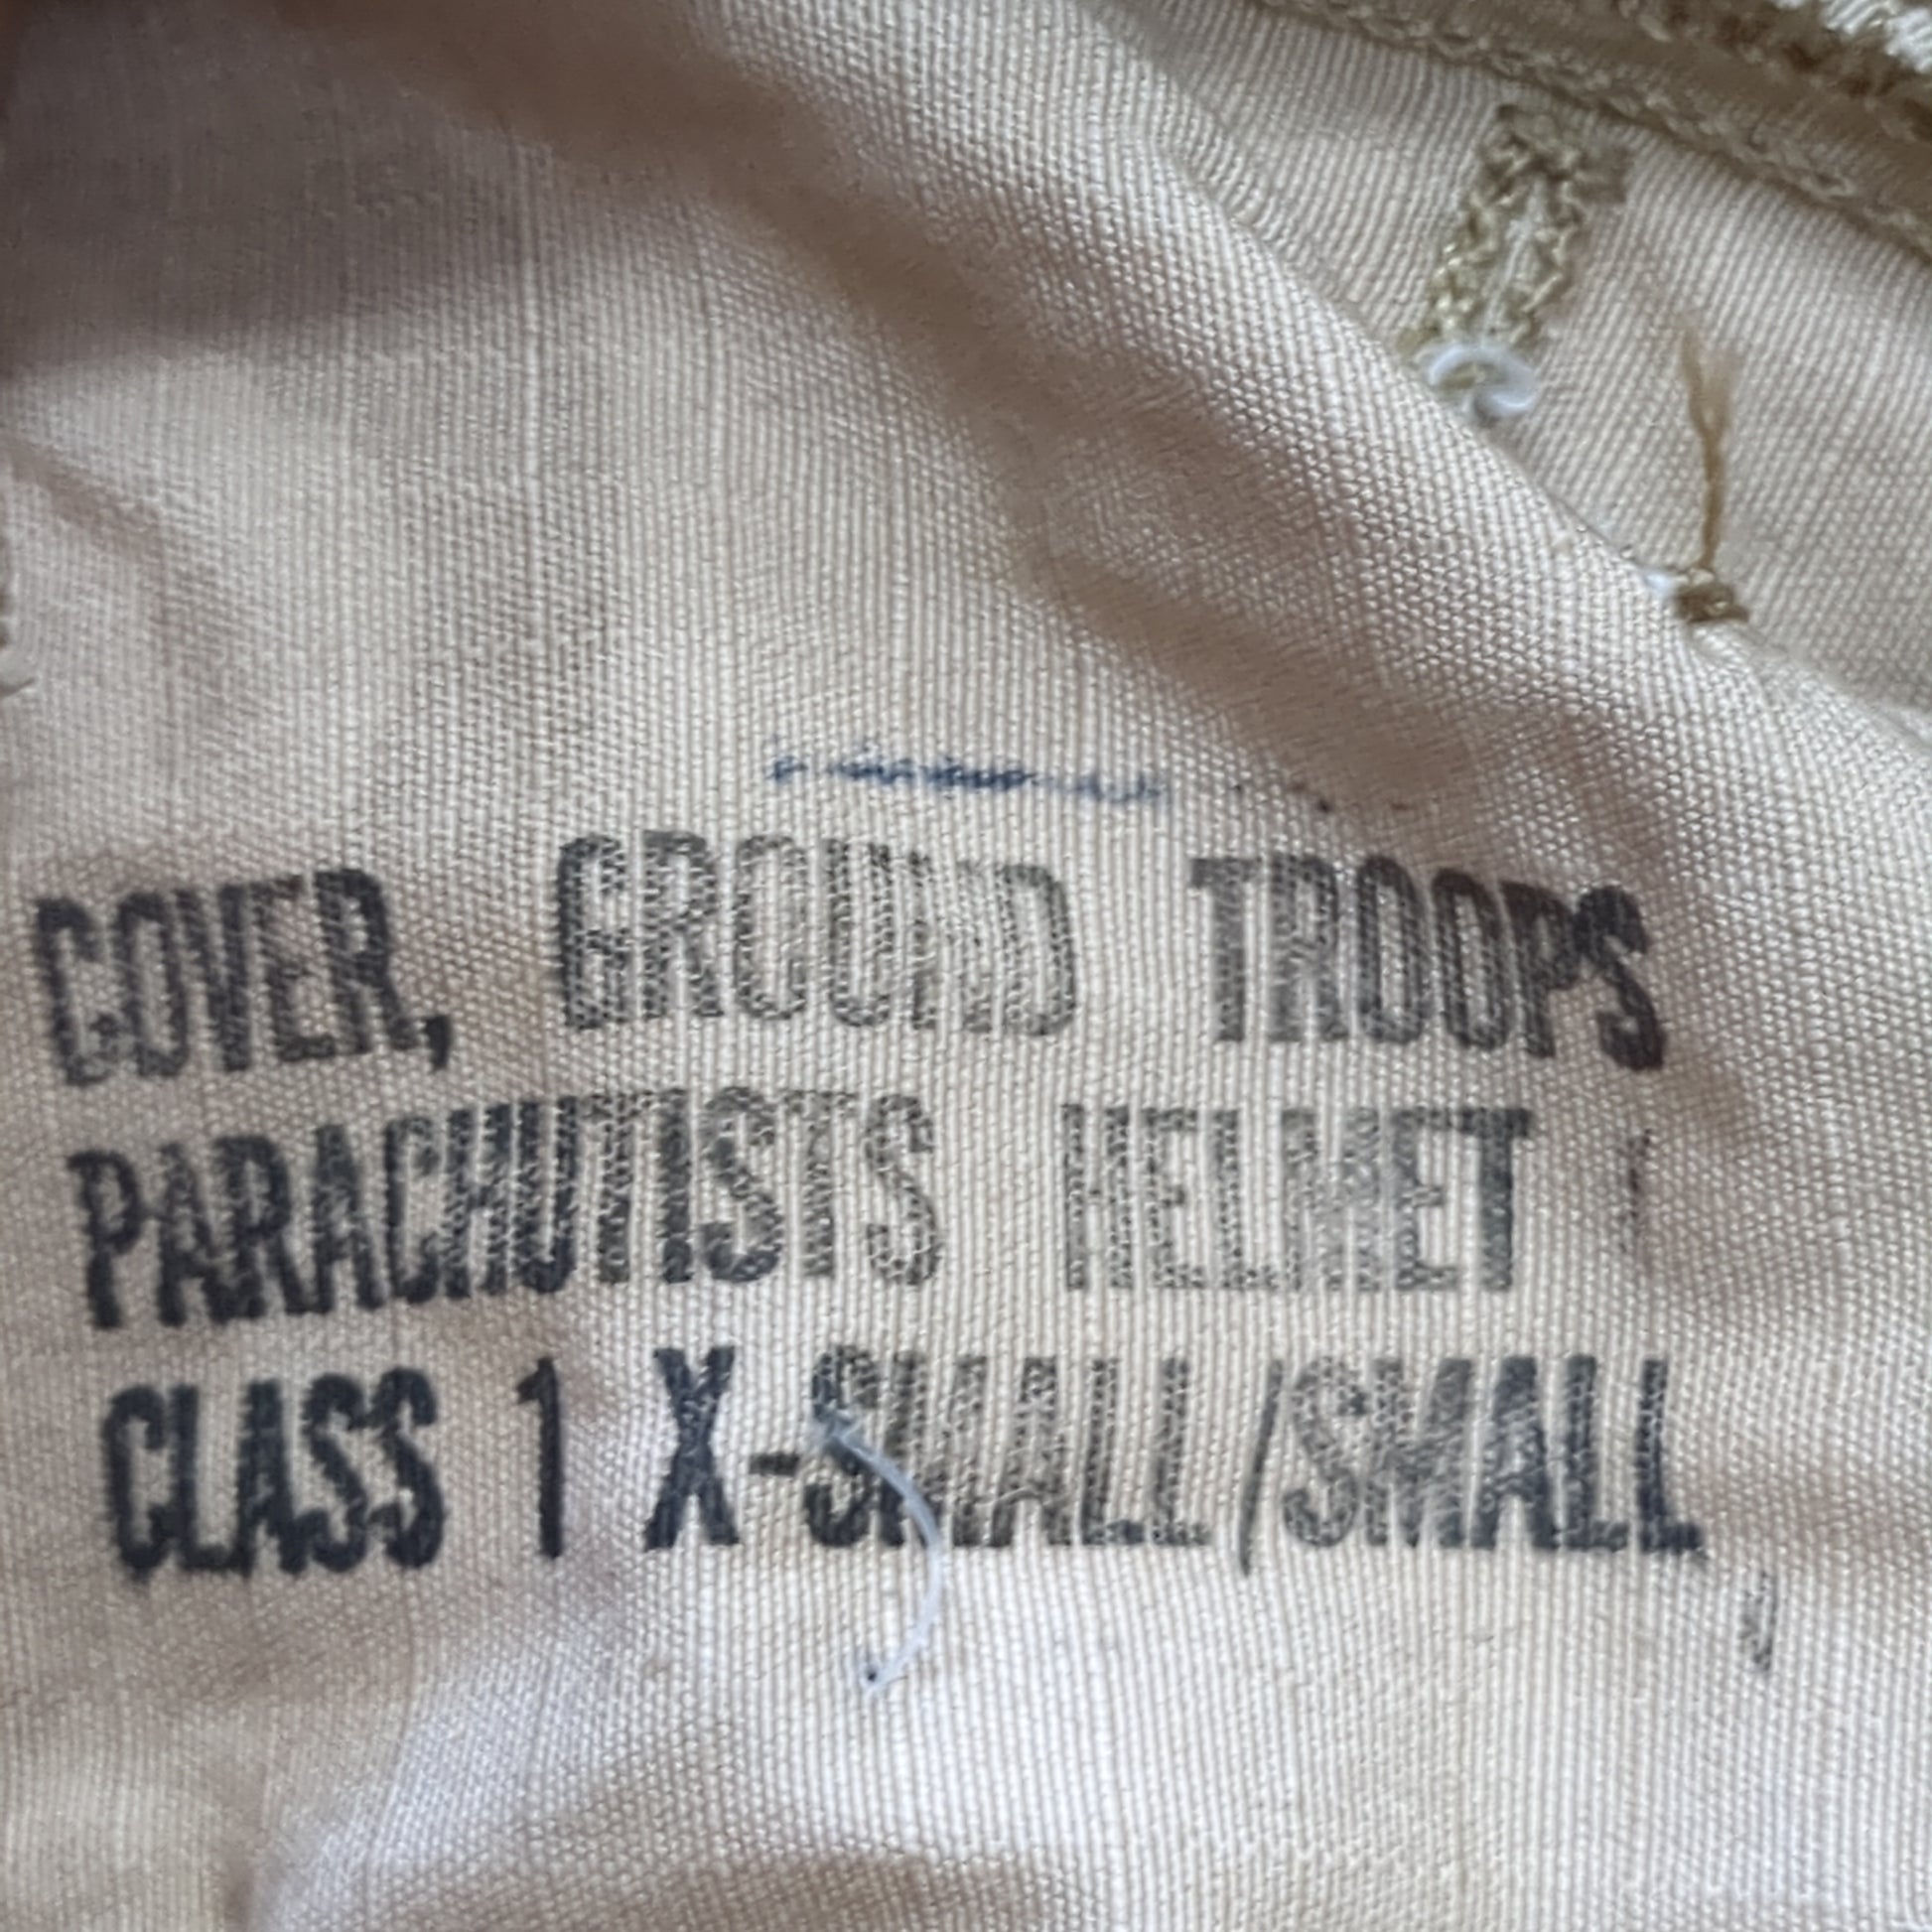 COVER, GROUND TROOPS
PARACHUTISTS HELMET
CLASS 1 X-SMALL/SMALL